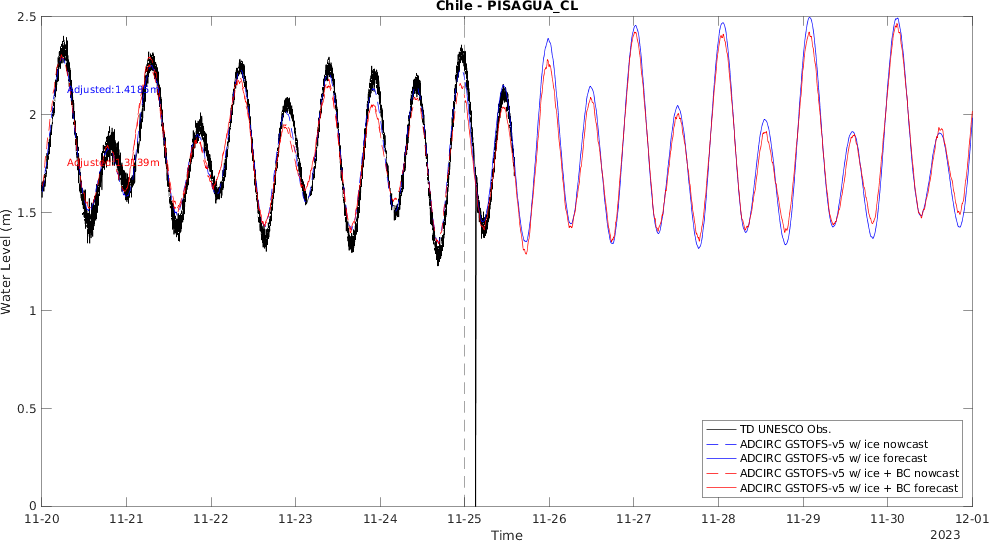 Chile - PISAGUA_CL
2.5
2
1.5
1
0.5
0
Water Level (m)
Adjusted:1.4185m
TD UNESCO Obs.
ADCIRC GSTOFS-v5 w/ ice nowcast
ADCIRC GSTOFS-v5 w/ ice forecast
ADCIRC GSTOFS-v5 w/ ice + BC nowcast
ADCIRC GSTOFS-v5 w/ ice + BC forecast
11-20 11-21 11-22 11-23 11-24 11-25 11-26 11-27 11-28 11-29 11-30 12-01
Time
2023